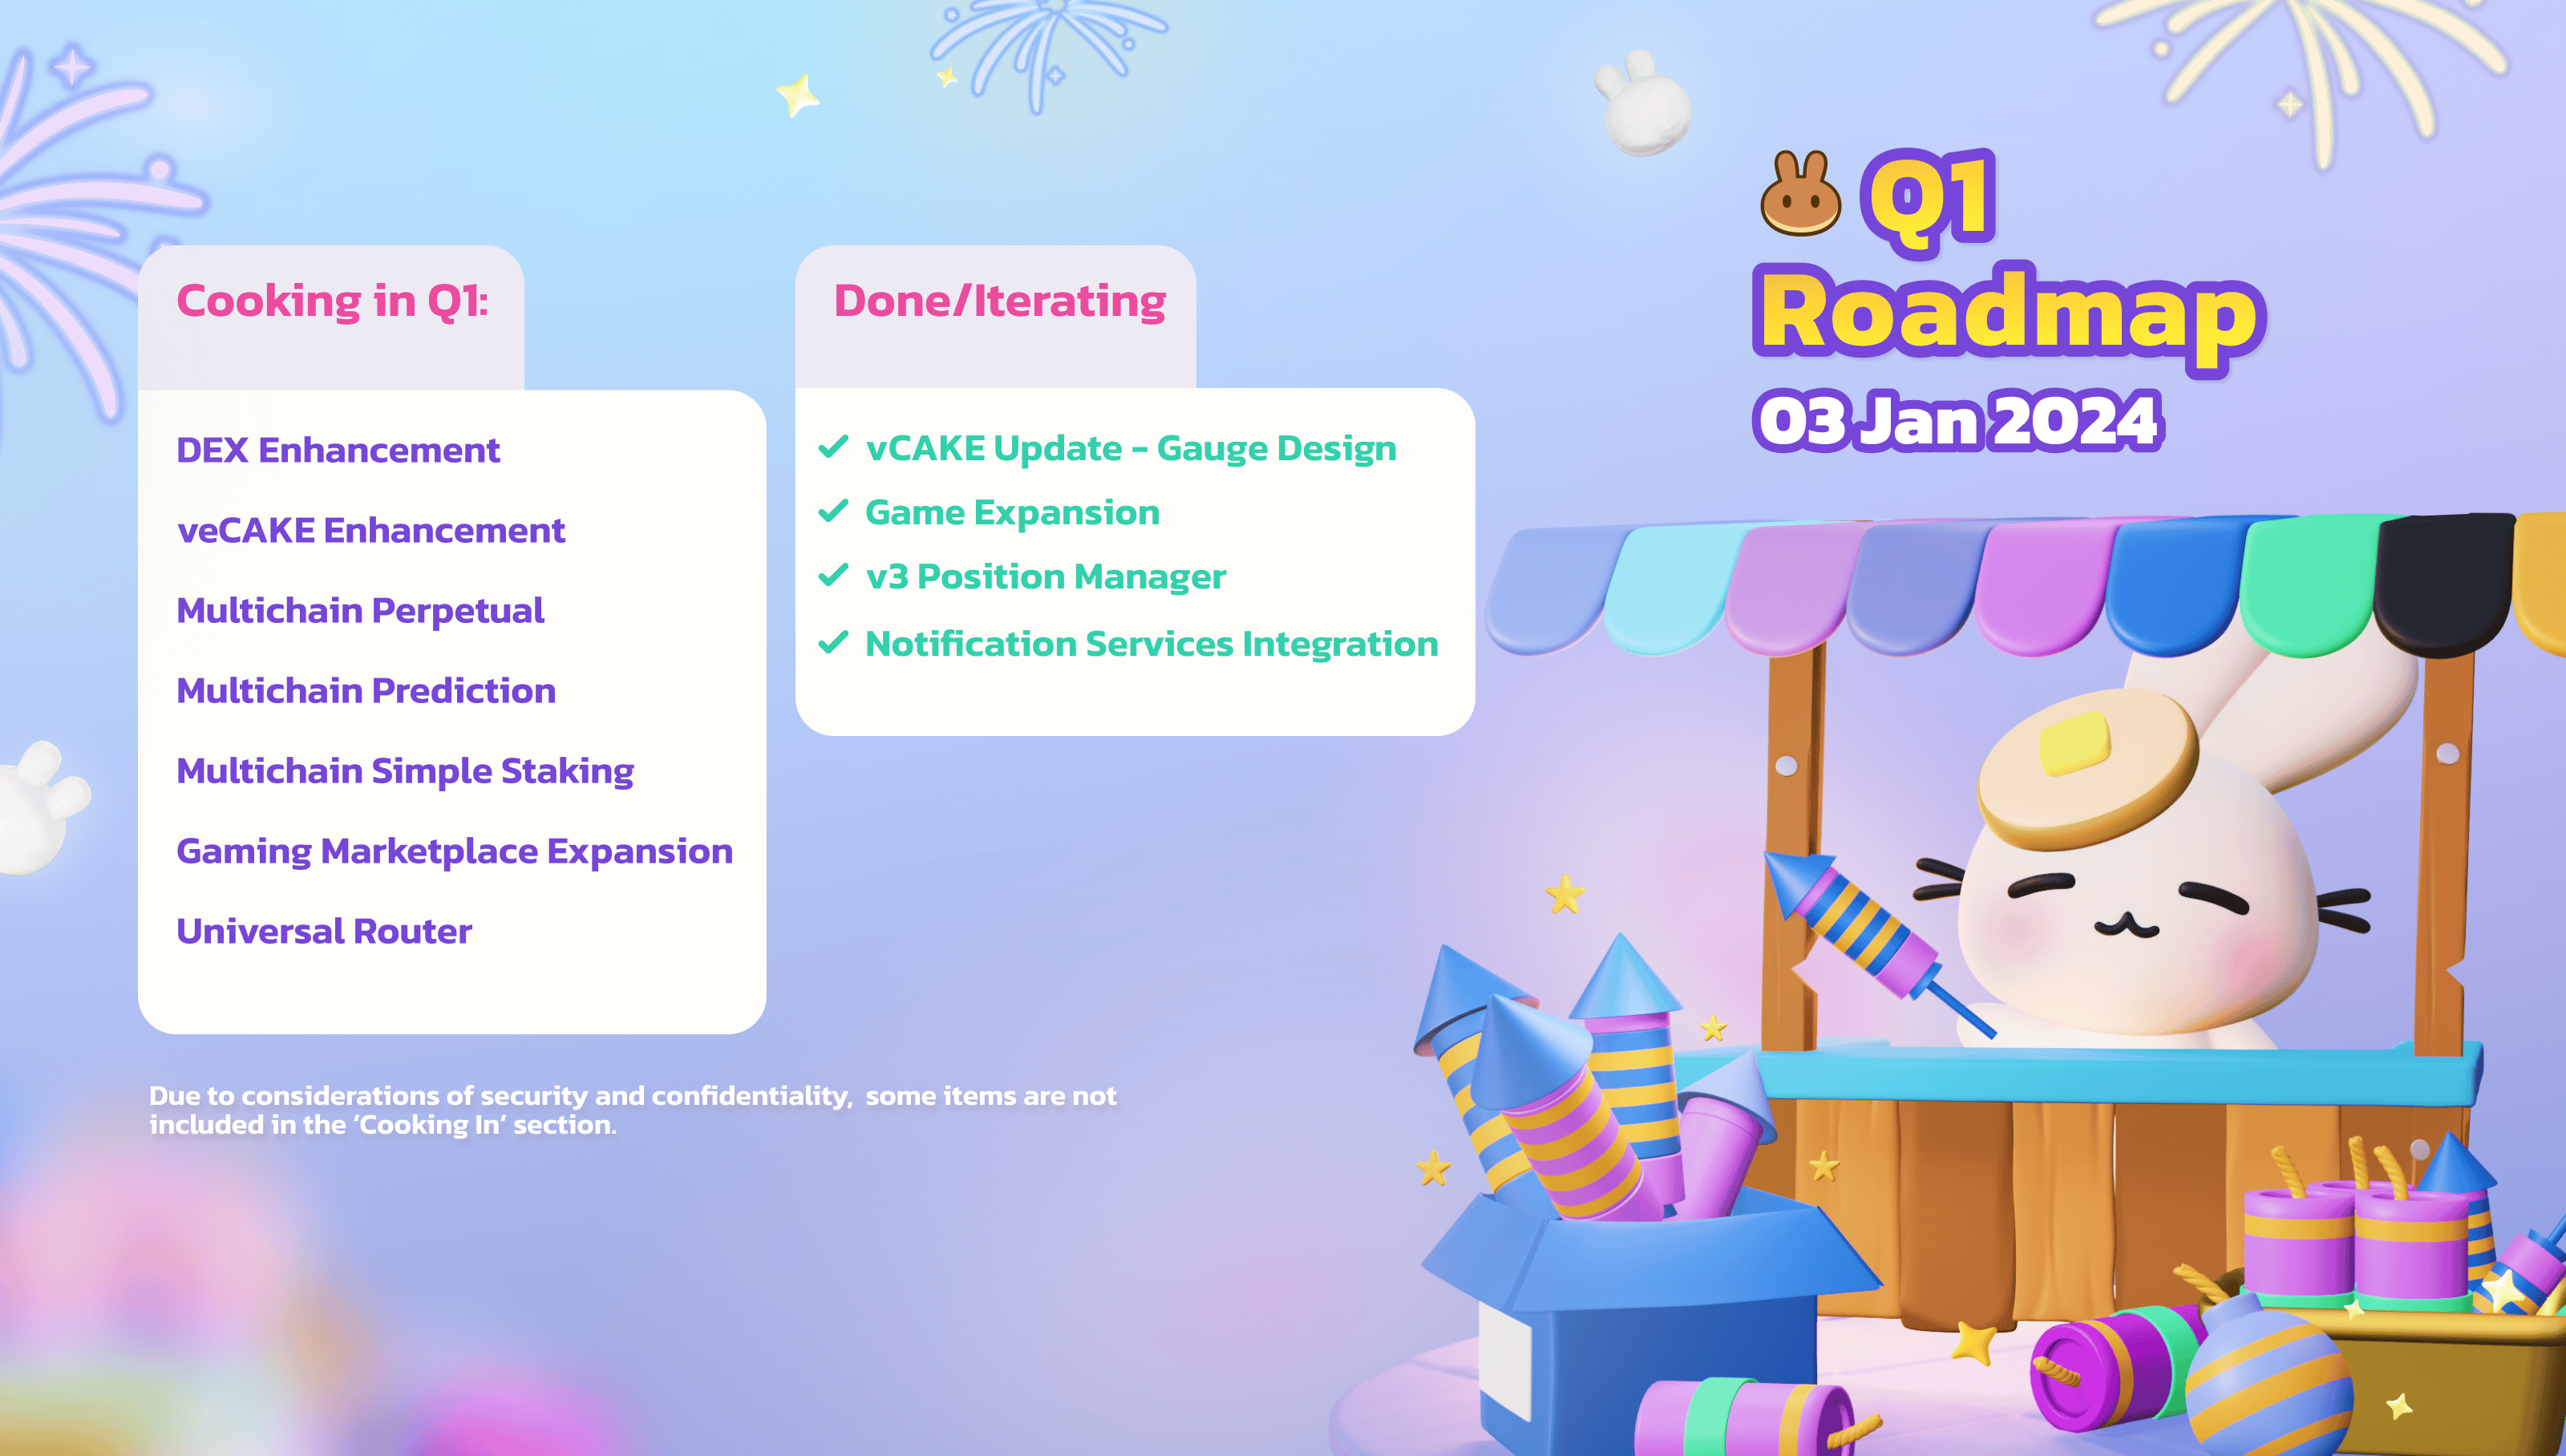 Cooking in Q1:
DEX Enhancement
veCAKE Enhancement
Multichain Perpetual
Multichain Prediction
Multichain Simple Staking
Gaming Marketplace Expansion
Universal Router
Due to considerations of security and confidentiality, some items are not
included in the ‘Cooking In’ section.
Done/Iterating
vCAKE Update – Gauge Design
Game Expansion
v3 Position Manager
Notification Services Integration
Q1
Roadmap
03 Jan 2024